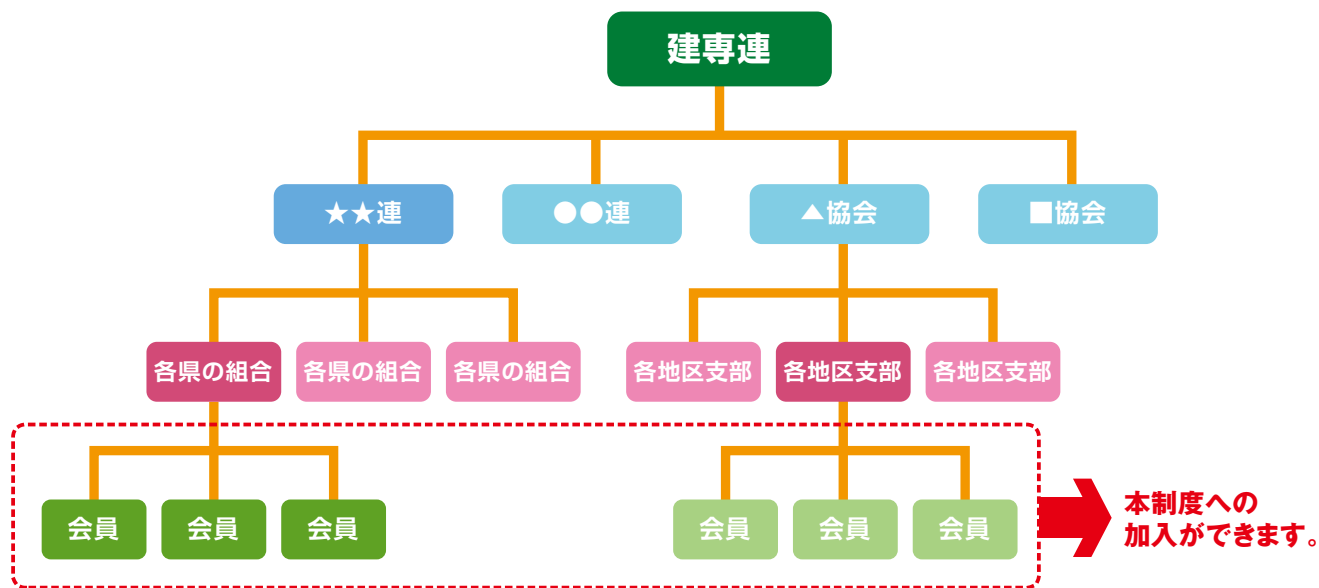 建専連
★★連
●●連
▲協会
■協会
各県の組合
各県の組合
各県の組合
各地区支部
各地区支部
各地区支部
会員
会員
会員
会員
会員
会員
本制度への
加入ができます。